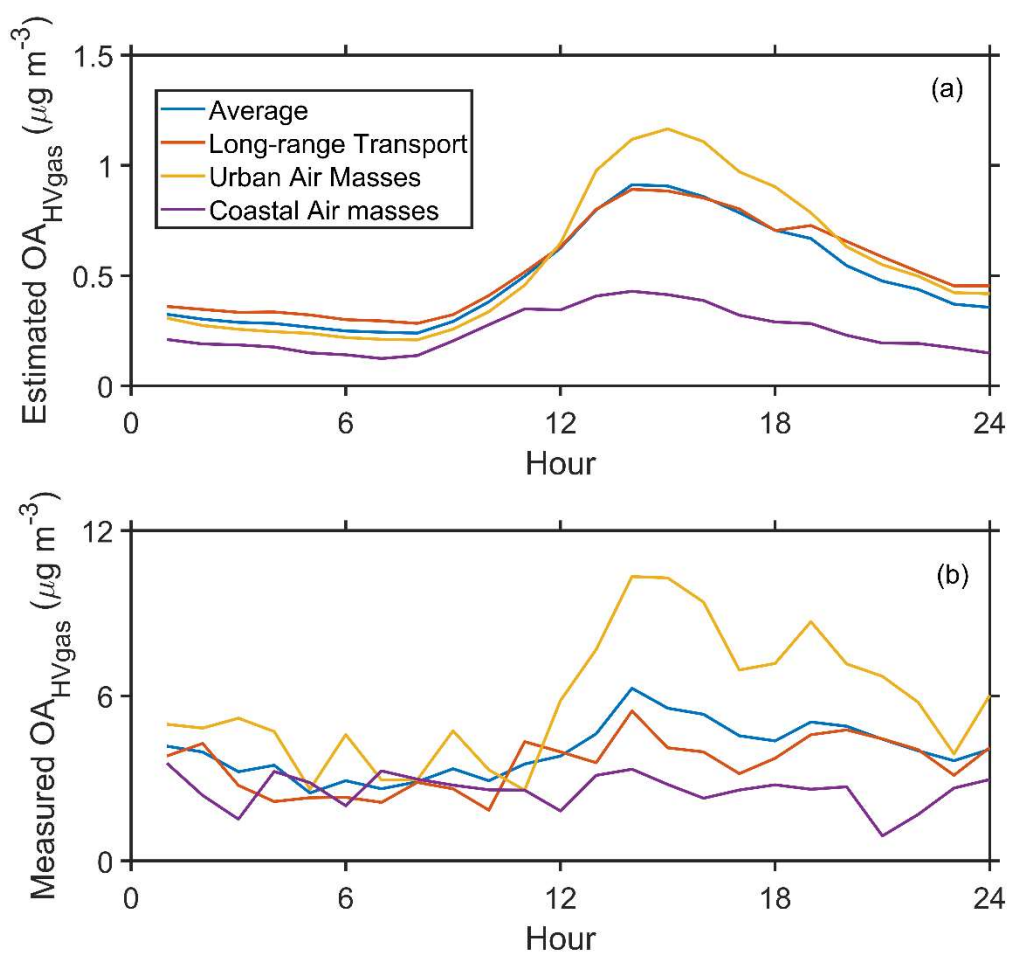 Estimated OA_HVgas (μg m^-3)
1.5
1
0.5
0
(a)
Average
Long-range Transport
Urban Air Masses
Coastal Air masses
0 6 12 18 24
Hour
Measured OA_HVgas (μg m^-3)
12
6
0
(b)
0 6 12 18 24
Hour